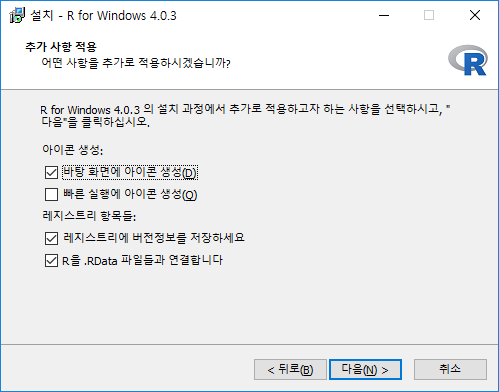 설치 - R for Windows 4.0.3
추가 사항 적용
어떤 사항을 추가로 적용하시겠습니까?
R
R for Windows 4.0.3 의 설치 과정에서 추가로 적용하고자 하는 사항을 선택하시고, "
다음"을 클릭하십시오.
아이콘 생성:
바탕 화면에 아이콘 생성(D)
빠른 실행에 아이콘 생성(Q)
레지스트리 항목들:
레지스트리에 버전정보를 저장하세요
R을 .RData 파일들과 연결합니다
< 뒤로(B)
다음(N) >
취소